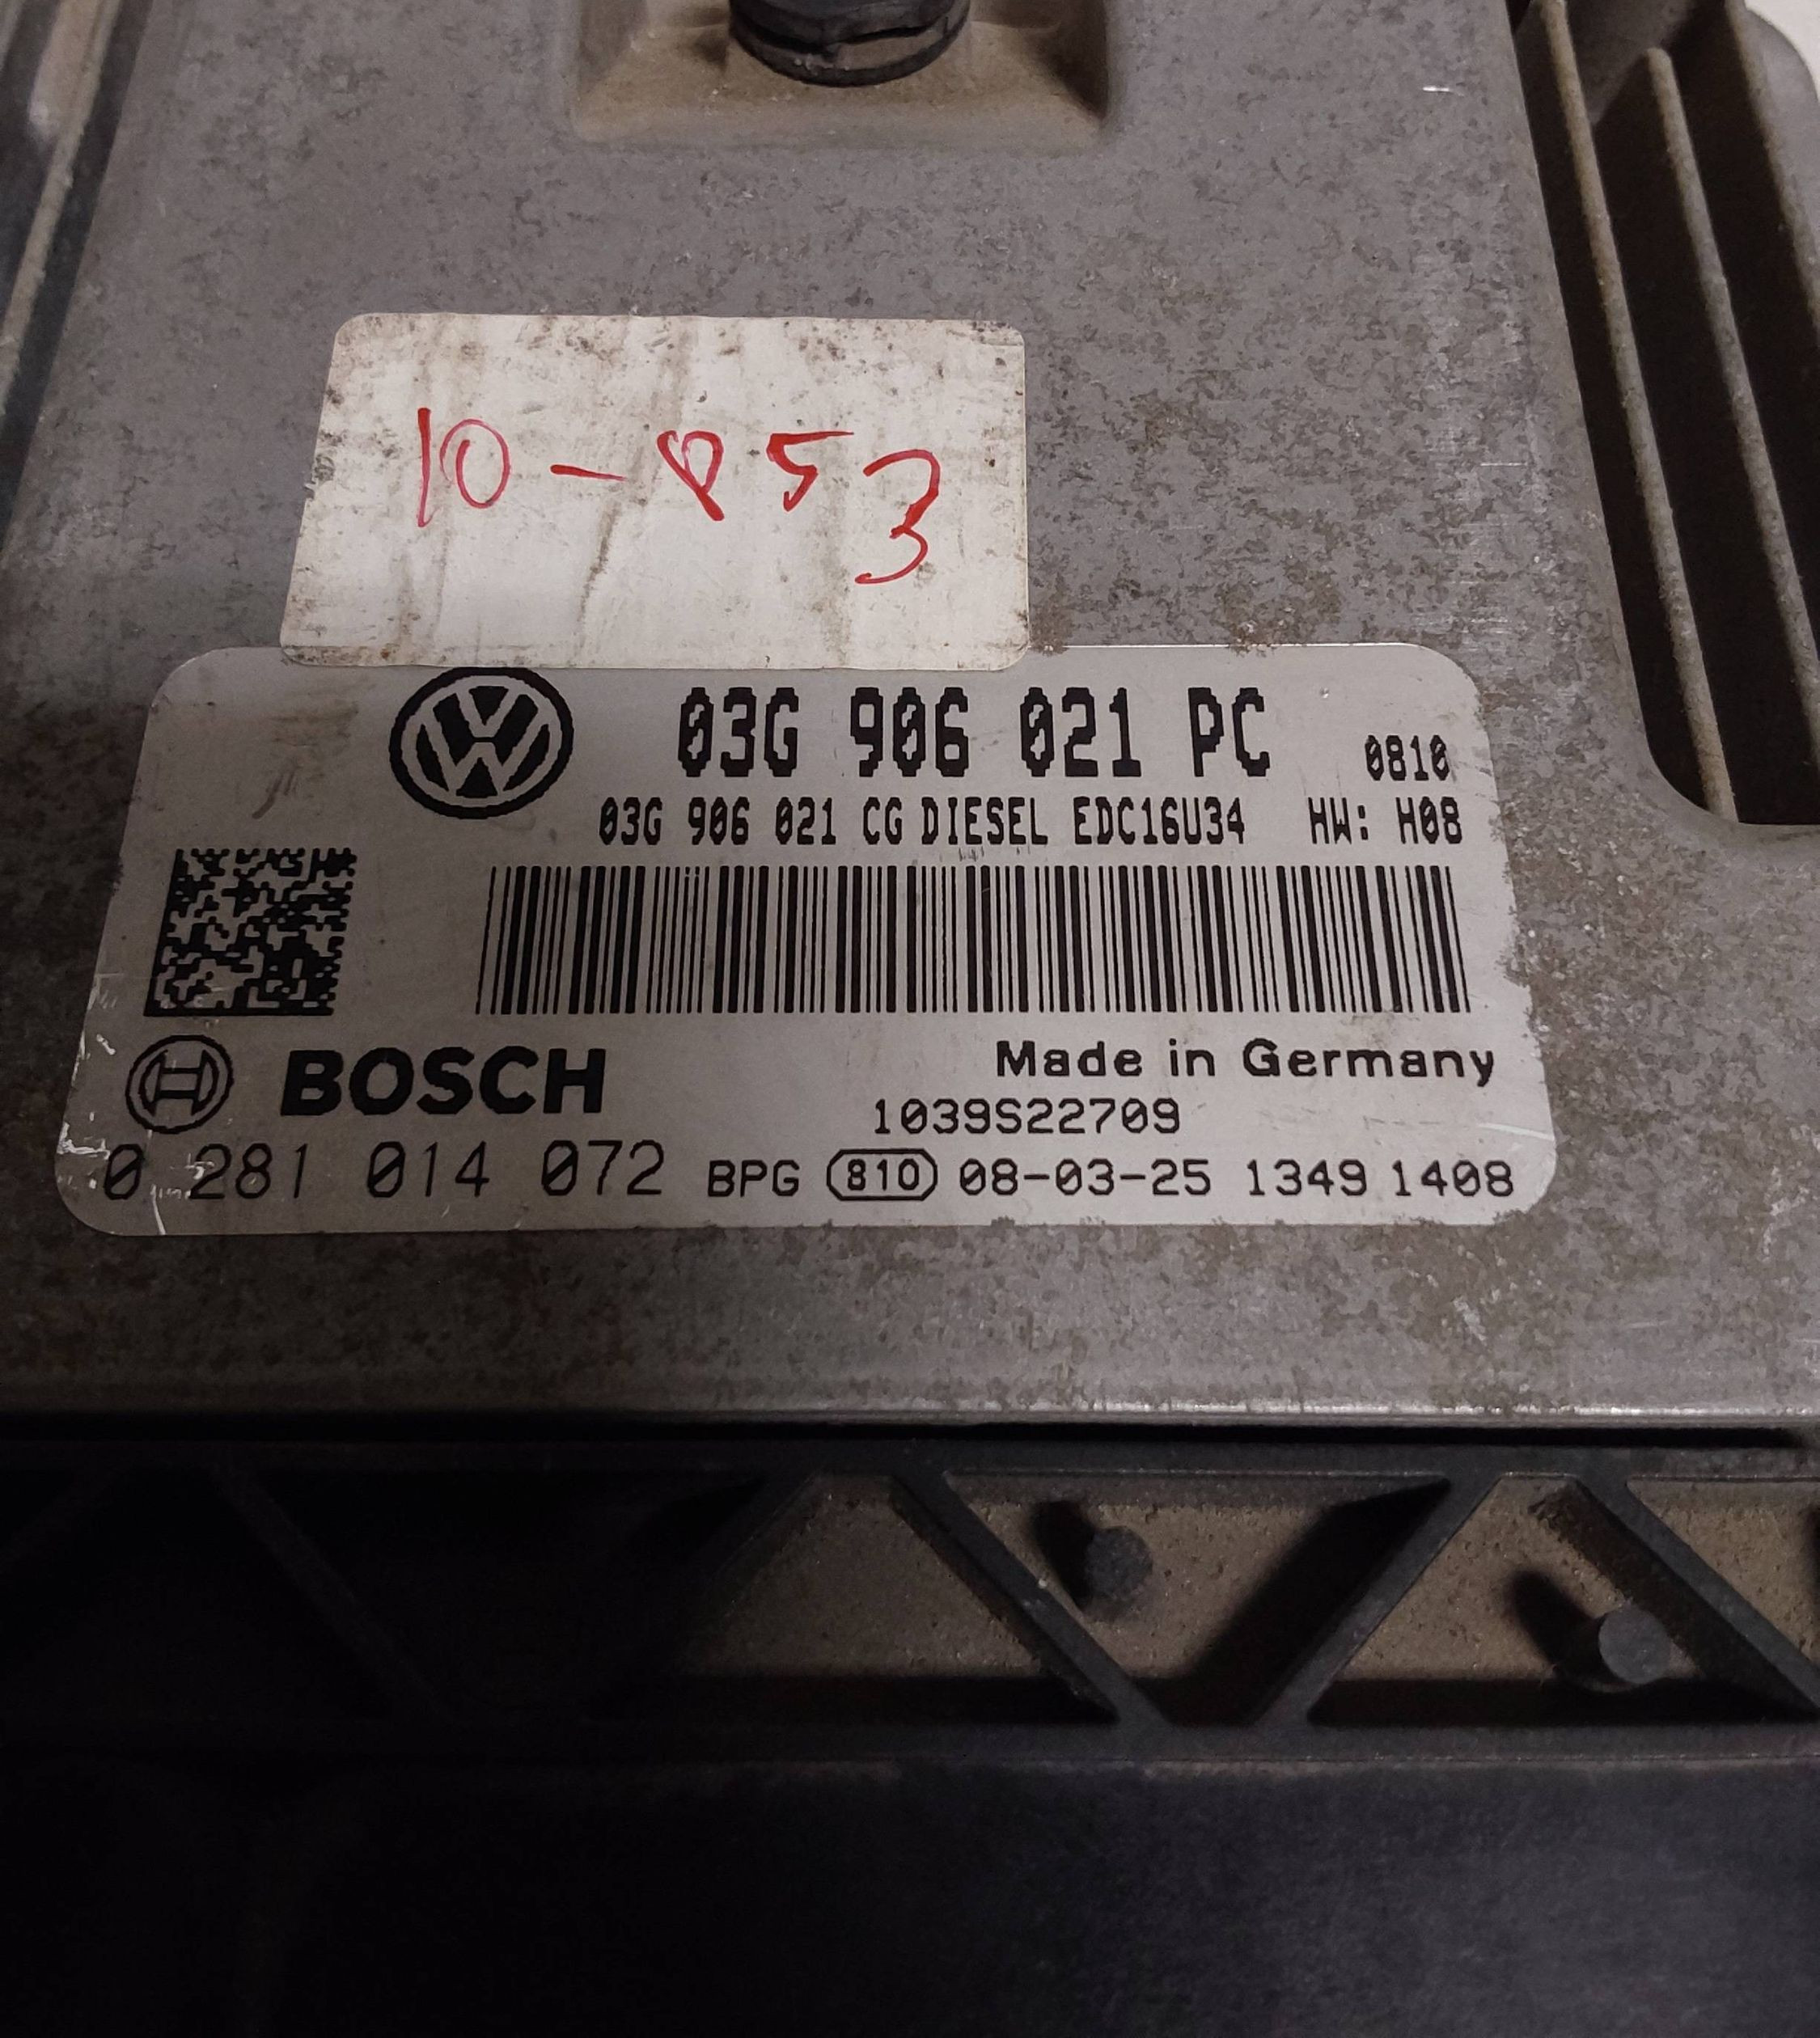 10-853
03G 906 021 PC 0810
03G 906 021 CG DIESEL EDC16U34 HW: H08
BOSCH
Made in Germany
1039S22709
0 281 014 072 BPG 810 08-03-25 1349 1408